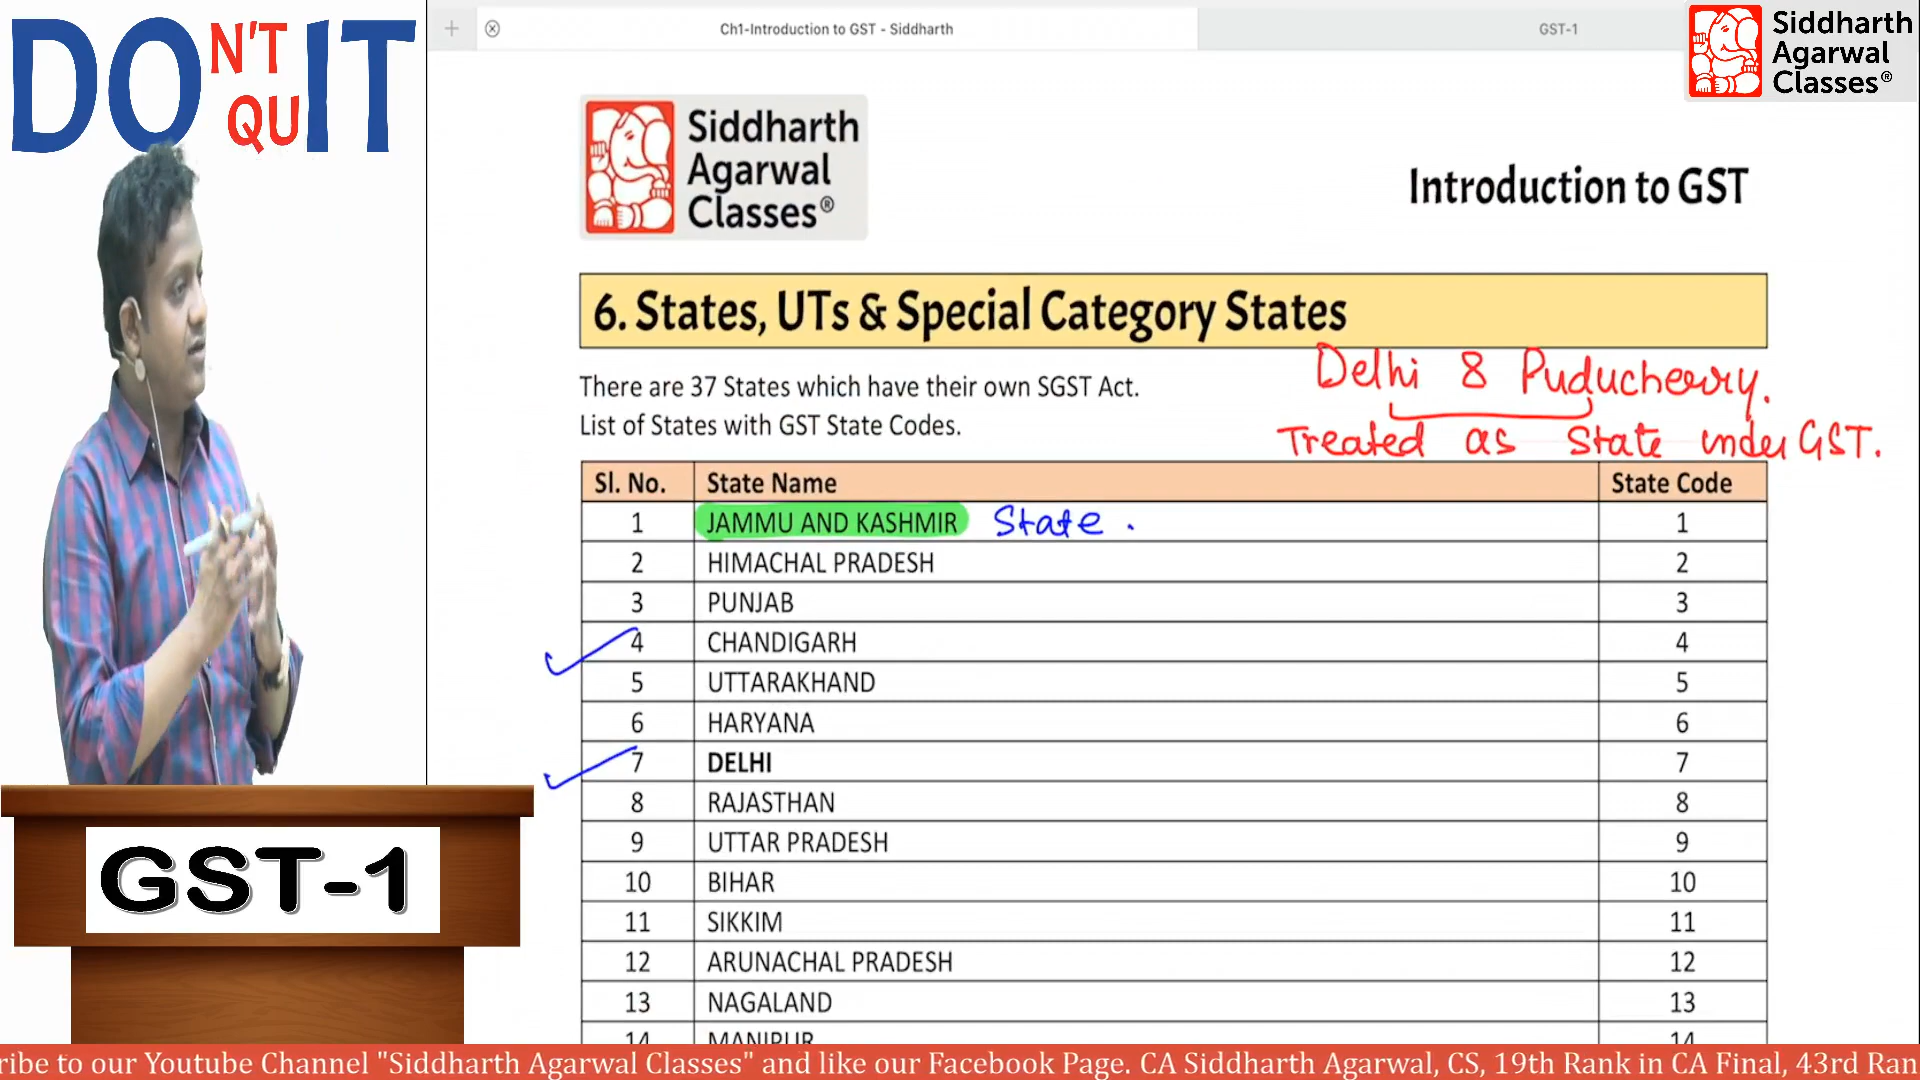 DON'T
QUIT
Ch1-Introduction to GST - Siddharth
GST-1
Siddharth
Agarwal
Classes®
Siddharth
Agarwal
Classes®
Introduction to GST
6. States, UTs & Special Category States
There are 37 States which have their own SGST Act.
List of States with GST State Codes.
Delhi & Puducherry.
Treated as State under GST.
Sl. No. State Name State Code
1 JAMMU AND KASHMIR State. 1
2 HIMACHAL PRADESH 2
3 PUNJAB 3
4 CHANDIGARH 4
5 UTTARAKHAND 5
6 HARYANA 6
7 DELHI 7
8 RAJASTHAN 8
9 UTTAR PRADESH 9
10 BIHAR 10
11 SIKKIM 11
12 ARUNACHAL PRADESH 12
13 NAGALAND 13
14 MANIPUR 14
GST-1
ribe to our Youtube Channel "Siddharth Agarwal Classes" and like our Facebook Page. CA Siddharth Agarwal, CS, 19th Rank in CA Final, 43rd Ran